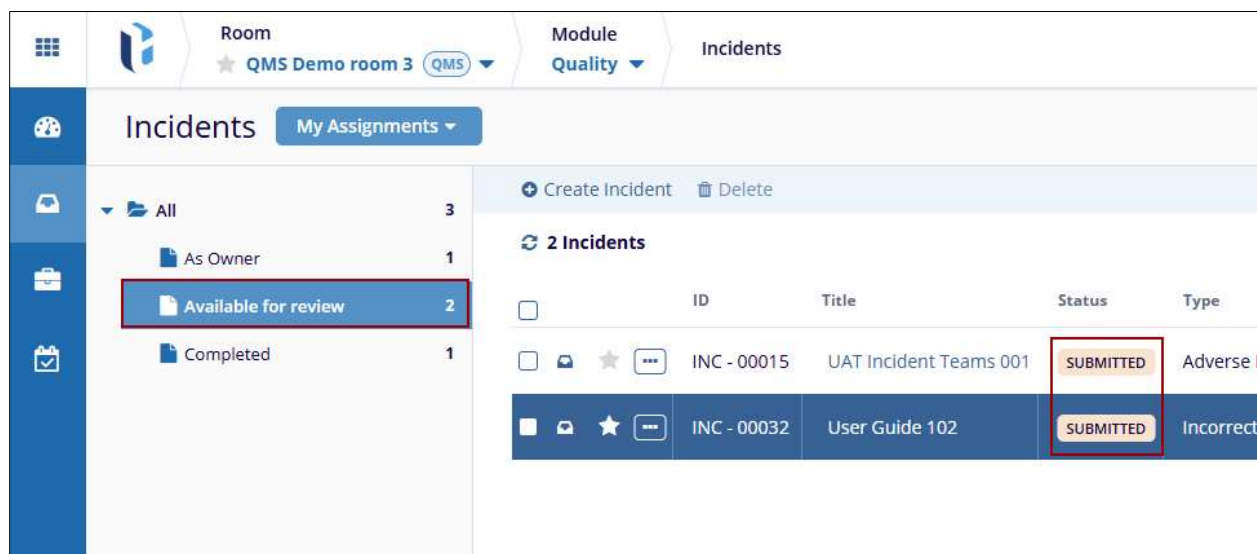 Room
QMS Demo room 3 QMS
Module
Quality
Incidents
Incidents
My Assignments
All 3
As Owner 1
Available for review 2
Completed 1
Create Incident Delete
2 Incidents
ID Title Status Type
INC - 00015 UAT Incident Teams 001 SUBMITTED Adverse
INC - 00032 User Guide 102 SUBMITTED Incorrect